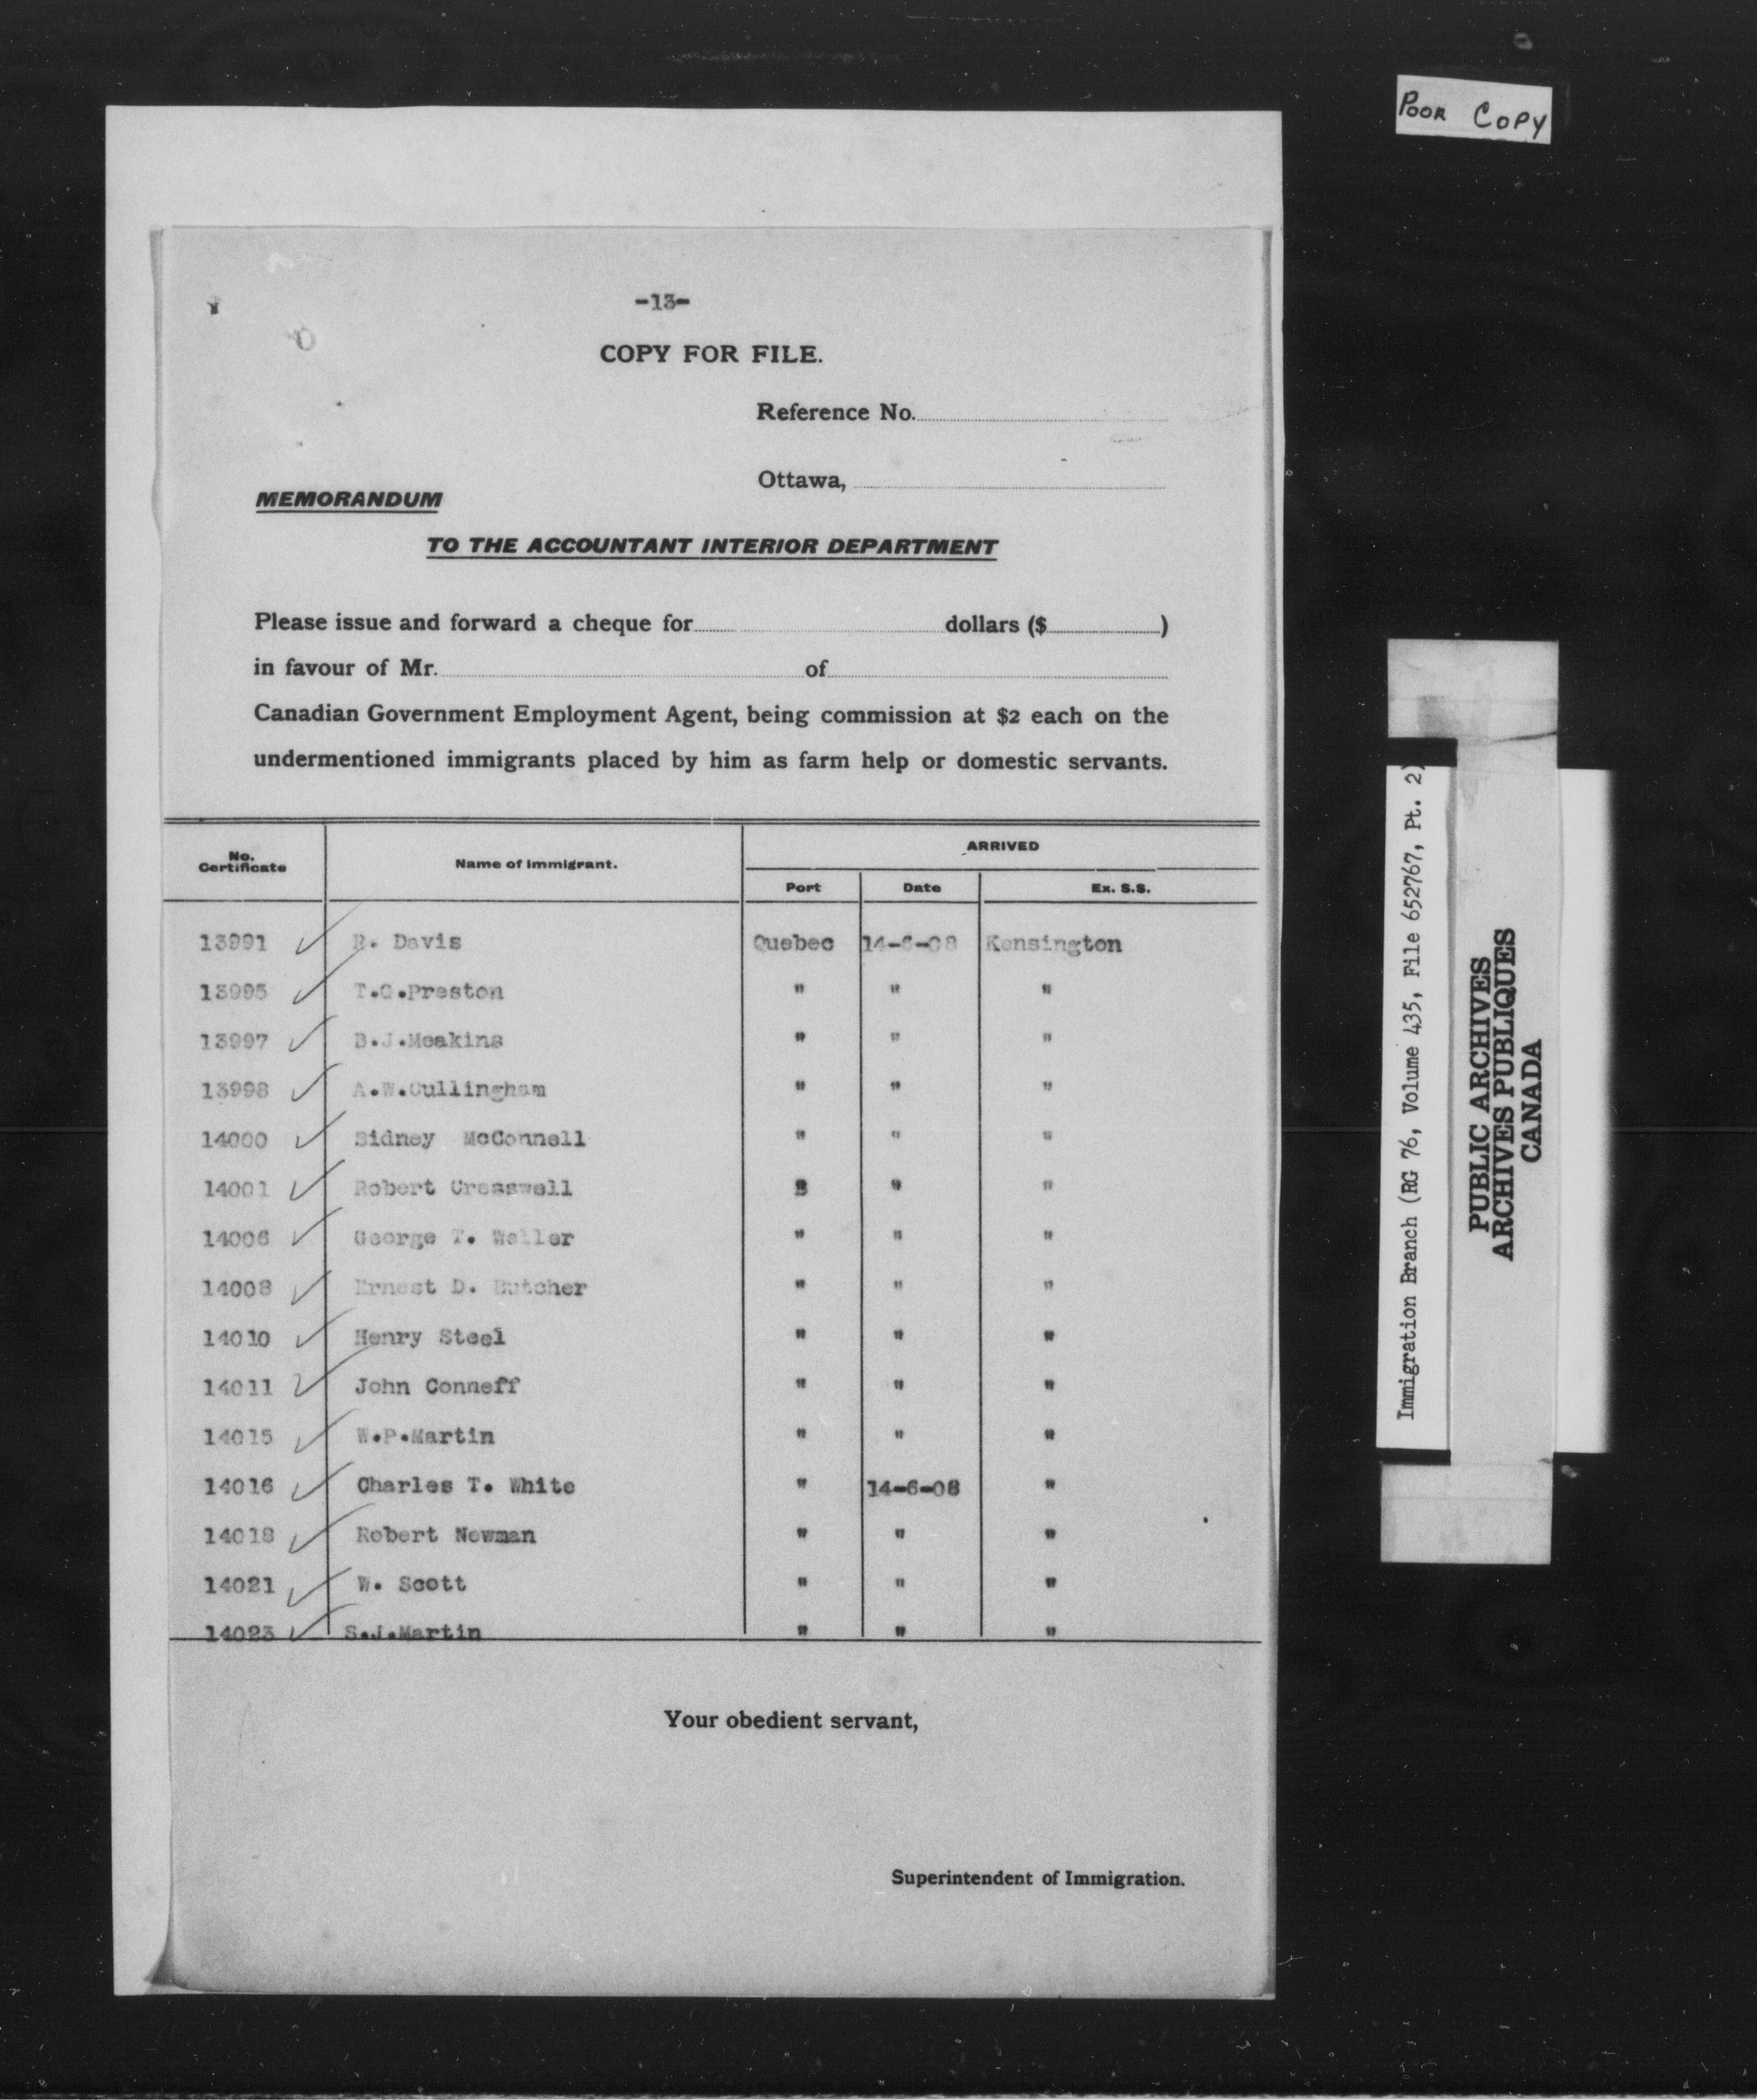 POOR COPY
-13-
COPY FOR FILE.
Reference No.
Ottawa,
MEMORANDUM
TO THE ACCOUNTANT INTERIOR DEPARTMENT
Please issue and forward a cheque for dollars ($ )
in favour of Mr. of
Canadian Government Employment Agent, being commission at $2 each on the
undermentioned immigrants placed by him as farm help or domestic servants.
No. Certificate Name of Immigrant. ARRIVED
Port Date Ex. S.S.
13991 ✓ R. Davis Quebec 14-6-08 Kensington
13995 ✓ T.C.Preston " " "
13997 ✓ B.J.Meakins " " "
13998 ✓ A.W.Cullingham " " "
14000 ✓ Sidney McConnell " " "
14001 ✓ Robert Cresswell " " "
14006 ✓ George T. Weller " " "
14008 ✓ Ernest D. Butcher " " "
14010 ✓ Henry Steel " " "
14011 ✓ John Conneff " " "
14015 ✓ W.P.Martin " " "
14016 ✓ Charles T. White " 14-6-08 "
14018 ✓ Robert Newman " " "
14021 ✓ W. Scott " " "
14023 ✓ S.J.Martin " " "
Your obedient servant,
Superintendent of Immigration.
Immigration Branch (RG 76, Volume 435, File 652767, Pt. 2)
PUBLIC ARCHIVES
ARCHIVES PUBLIQUES
CANADA